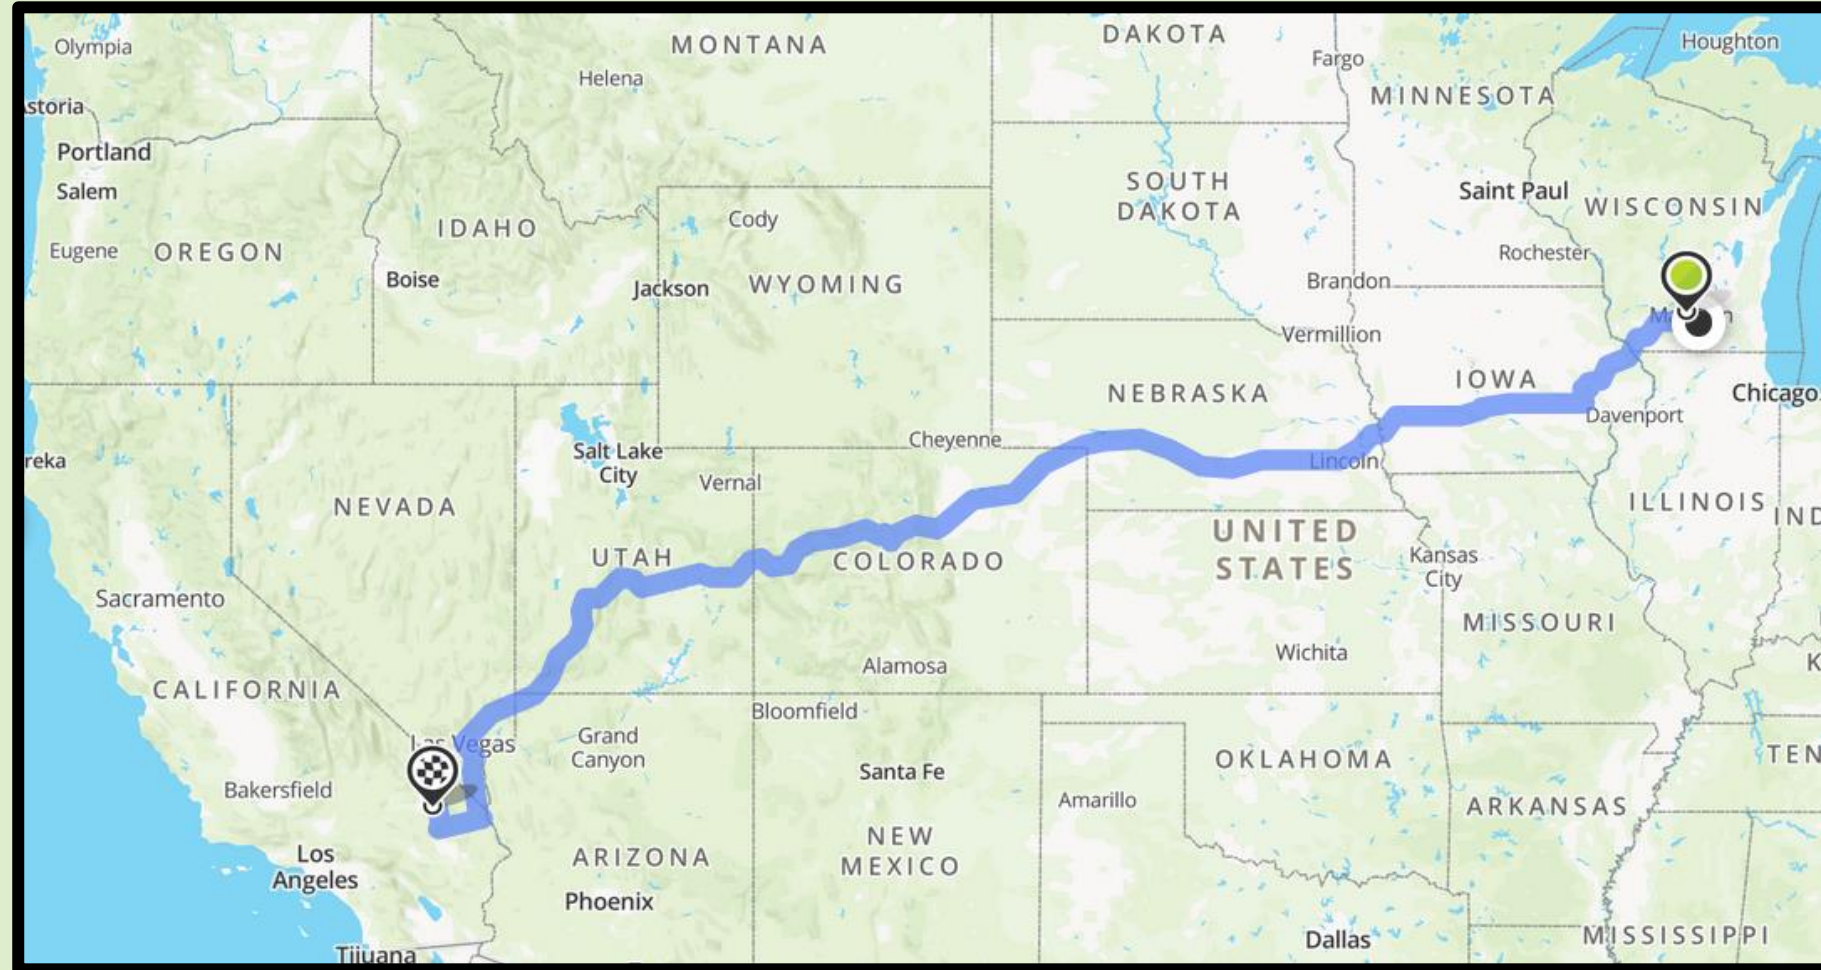 Olympia
MONTANA
DAKOTA
Houghton
Fargo
Helena
MINNESOTA
storia
Portland
SOUTH
DAKOTA
Salem
Saint Paul
WISCONSIN
Cody
IDAHO
Eugene
OREGON
Rochester
Boise
Jackson
WYOMING
Brandon
Vermillion
IOWA
NEBRASKA
Chicago
Davenport
Cheyenne
Salt Lake
City
reka
Vernal
Lincoln
NEVADA
ILLINOIS
IND
UNITED
STATES
UTAH
COLORADO
Kansas
City
Sacramento
MISSOURI
Wichita
Alamosa
K
CALIFORNIA
Bloomfield
Las Vegas
Grand
Canyon
OKLAHOMA
TEN
Santa Fe
Bakersfield
Amarillo
ARKANSAS
NEW
MEXICO
Los
Angeles
ARIZONA
Phoenix
Dallas
MISSISSIPPI
Tijuana